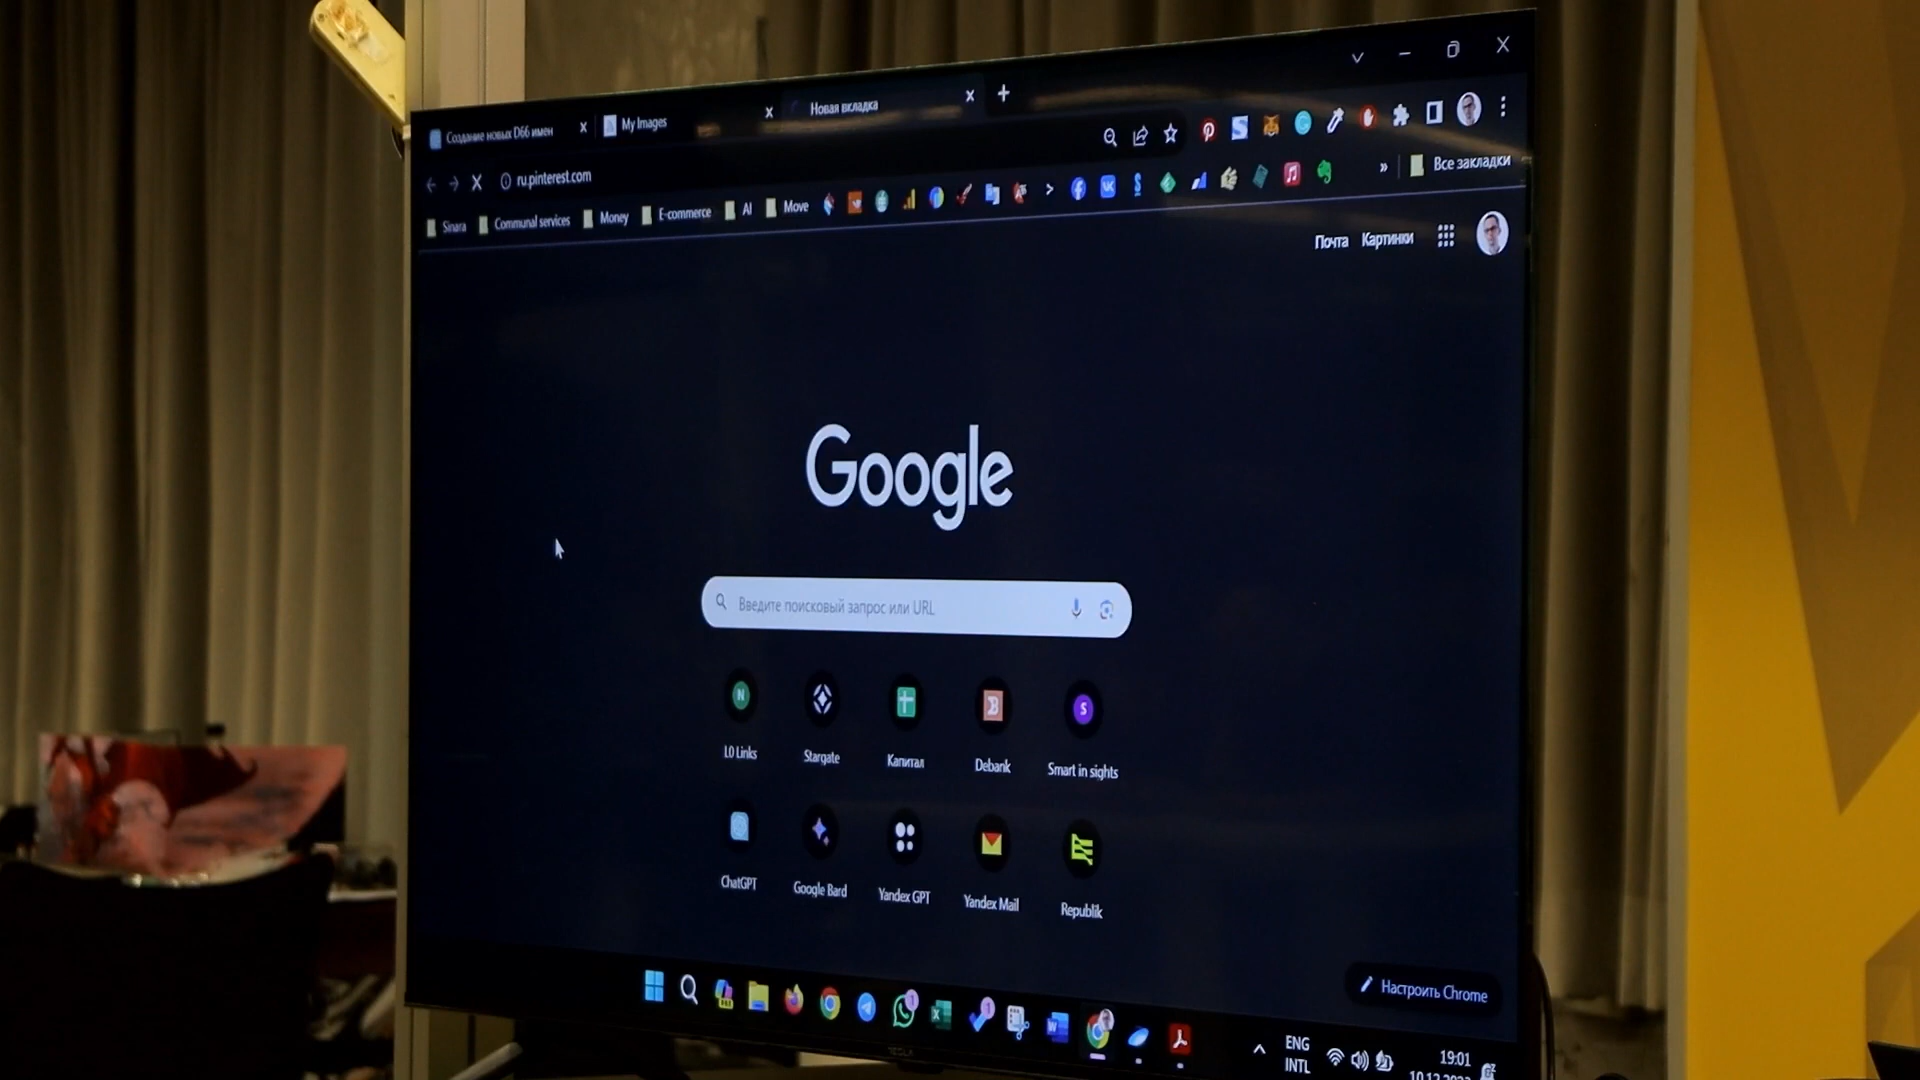 Создание новых D66 имен
My Images
Новая вкладка
ru.pinterest.com
Sinara
Communal services
Money
E-commerce
AI
Move
Все закладки
Почта
Картинки
Google
Введите поисковый запрос или URL
L0 Links
Stargate
Капитал
Debank
Smart in sights
ChatGPT
Google Bard
Yandex GPT
Yandex Mail
Republik
Настроить Chrome
ENG
INTL
19:01